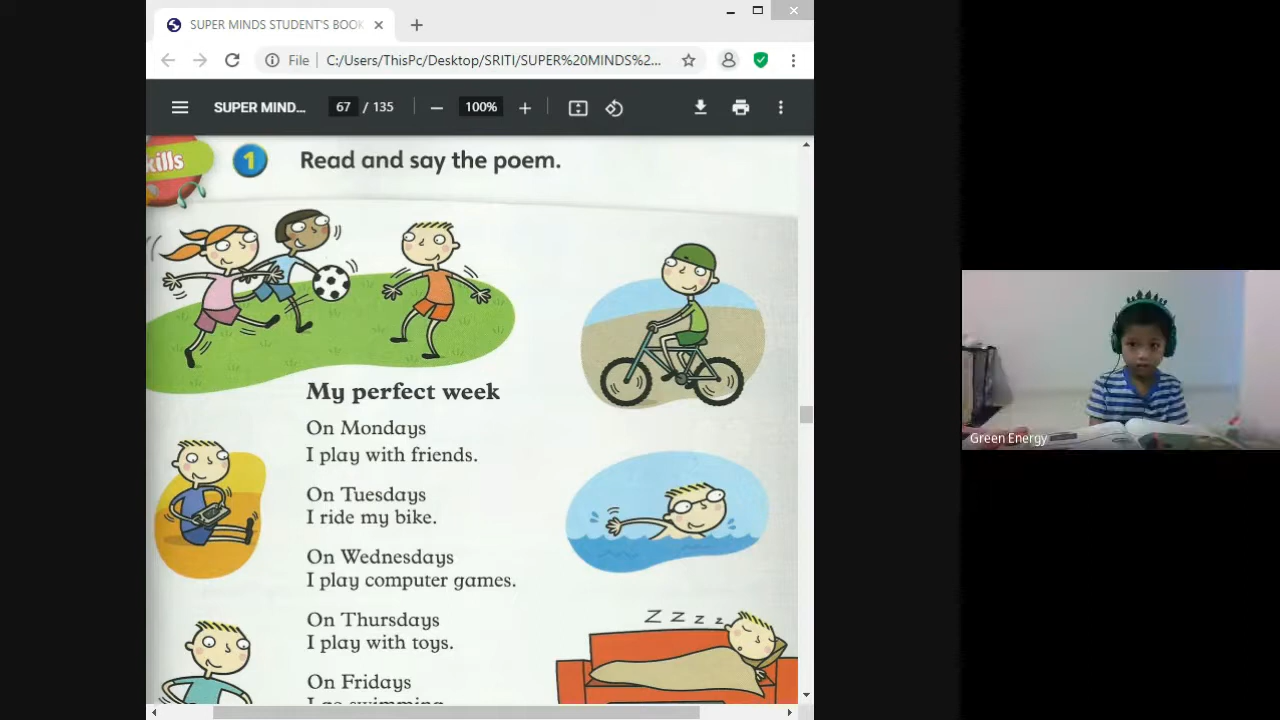 SUPER MINDS STUDENT'S BOOK
File
C:/Users/ThisPc/Desktop/SRITI/SUPER%20MINDS%2...
SUPER MIND...
67 / 135
100%
kills
1
Read and say the poem.
My perfect week
On Mondays
I play with friends.
On Tuesdays
I ride my bike.
On Wednesdays
I play computer games.
On Thursdays
I play with toys.
On Fridays
I go swimming
Z Z z z
Green Energy